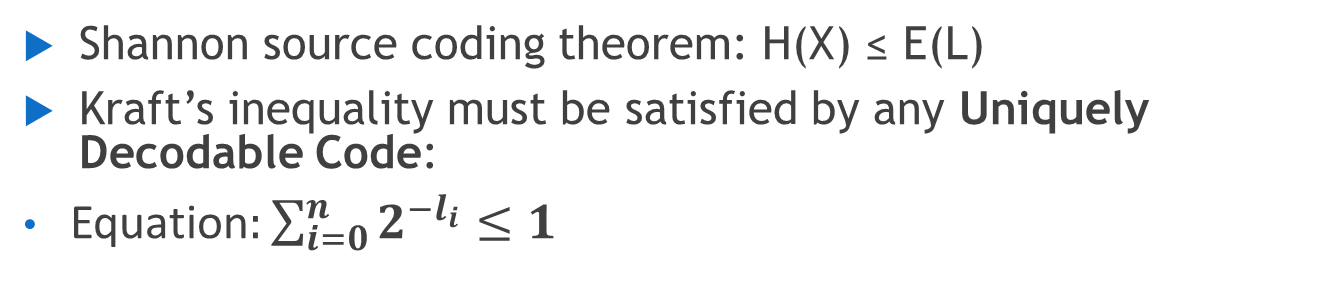 ▶ Shannon source coding theorem: H(X) ≤ E(L)
▶ Kraft’s inequality must be satisfied by any Uniquely
Decodable Code:
• Equation: ∑ⁿᵢ₌₀ 2^{-lᵢ} ≤ 1